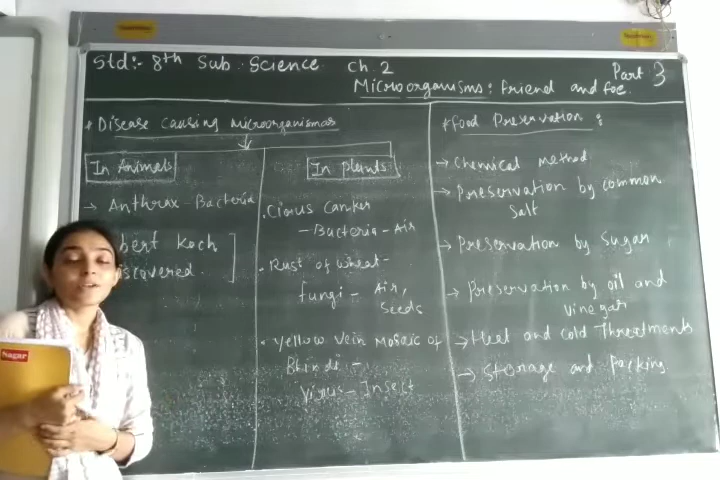 Std:- 8th Sub. Science Ch. 2 Part 3
Microorganisms: friend and foe.
* Disease causing microorganismas
In Animals
→ Anthrax - Bacteria
bert Koch
iscovered.
In plants
• Citrus Canker
- Bacteria - Air
• Rust of wheat -
fungi - Air,
Seeds
• Yellow Vein Mosaic of
Bhindi -
Virus - Insect
* food Preservation :
→ Chemical method
→ Preservation by common
Salt
→ Preservation by Sugar
→ Preservation by oil and
vinegar
→ Heat and cold Threatments
→ Storage and Packing.
Nagar